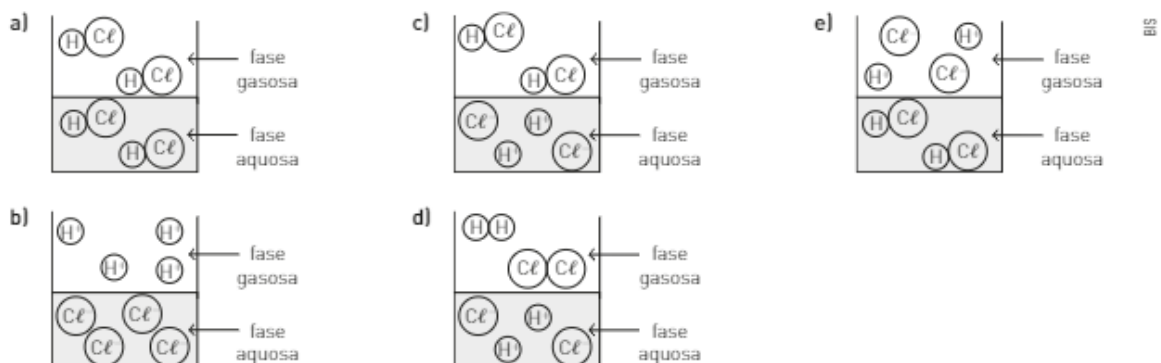 a)
H Cℓ
H Cℓ
fase
gasosa
H Cℓ
H Cℓ
fase
aquosa
b)
H⁺ H⁺
H⁺ H⁺
fase
gasosa
Cℓ⁻ Cℓ⁻
Cℓ⁻ Cℓ⁻
fase
aquosa
c)
H Cℓ
H Cℓ
fase
gasosa
Cℓ⁻ H⁺
H⁺ Cℓ⁻
fase
aquosa
d)
H H
Cℓ Cℓ
fase
gasosa
Cℓ⁻ H⁺
H⁺ Cℓ⁻
fase
aquosa
e)
Cℓ⁻ H⁺
H⁺ Cℓ⁻
fase
gasosa
H Cℓ
H Cℓ
fase
aquosa
BIS